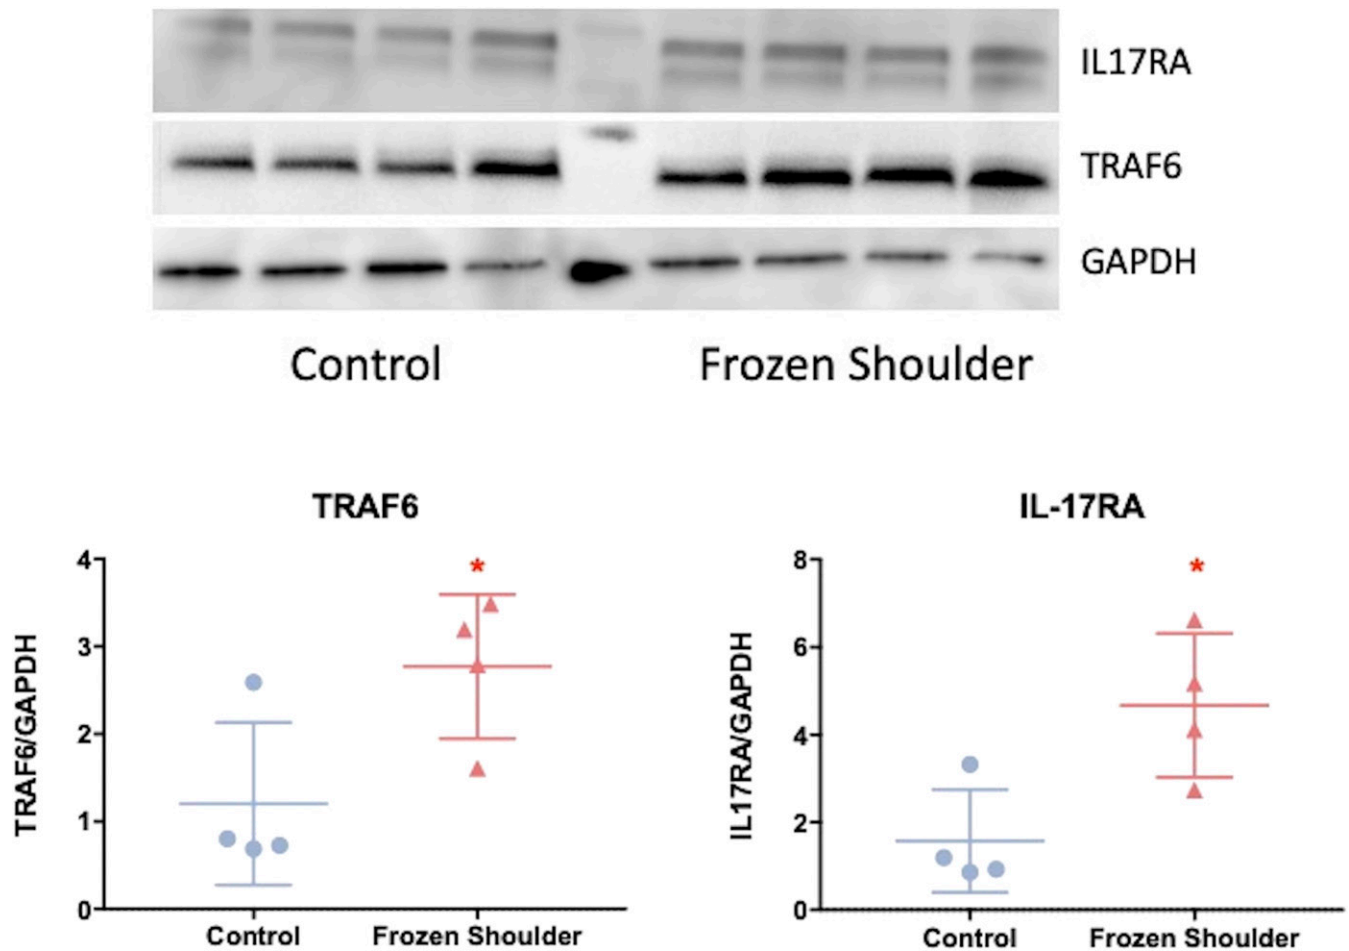 IL17RA
TRAF6
GAPDH
Control
Frozen Shoulder
TRAF6
4
3
2
1
0
TRAF6/GAPDH
*
Control
Frozen Shoulder
IL-17RA
8
6
4
2
0
IL17RA/GAPDH
*
Control
Frozen Shoulder